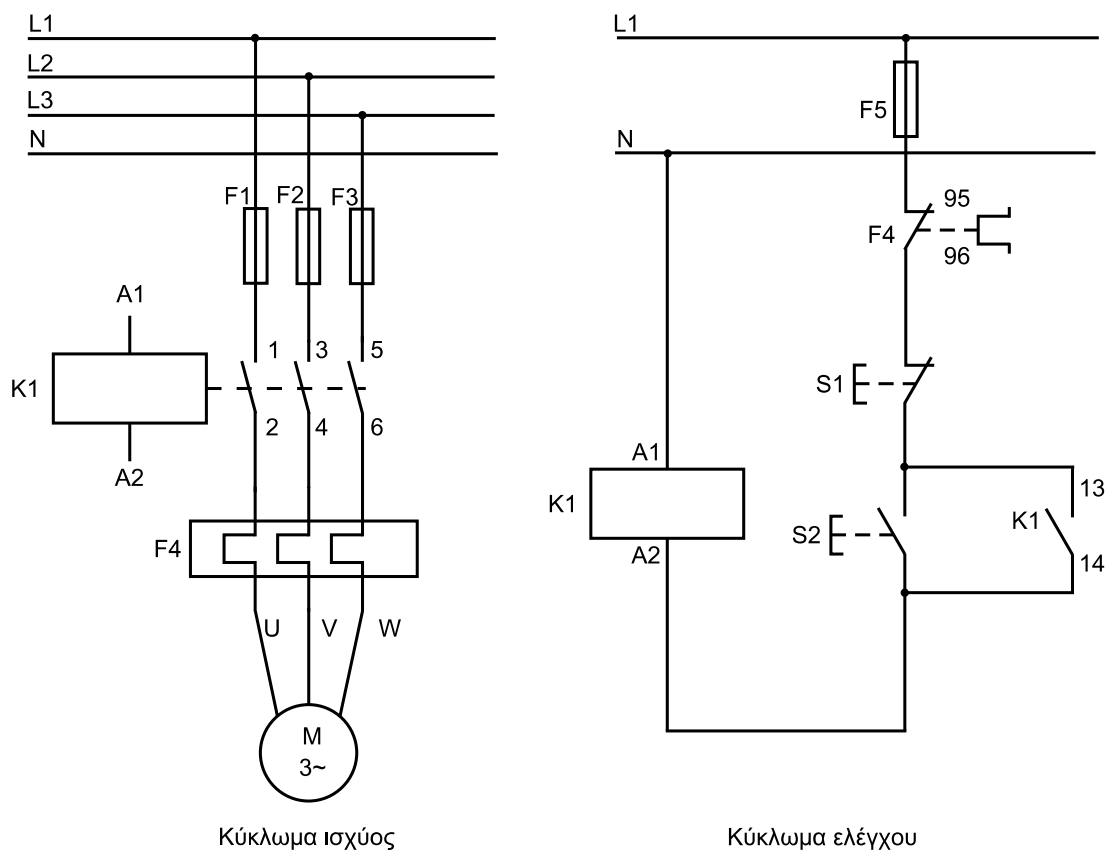 L1
L2
L3
N
F1 F2 F3
A1
1 3 5
K1
2 4 6
A2
F4
U V W
M
3~
Κύκλωμα ισχύος
L1
F5
N
95
F4
96
S1
A1
13
K1
K1
S2
A2
14
Κύκλωμα ελέγχου